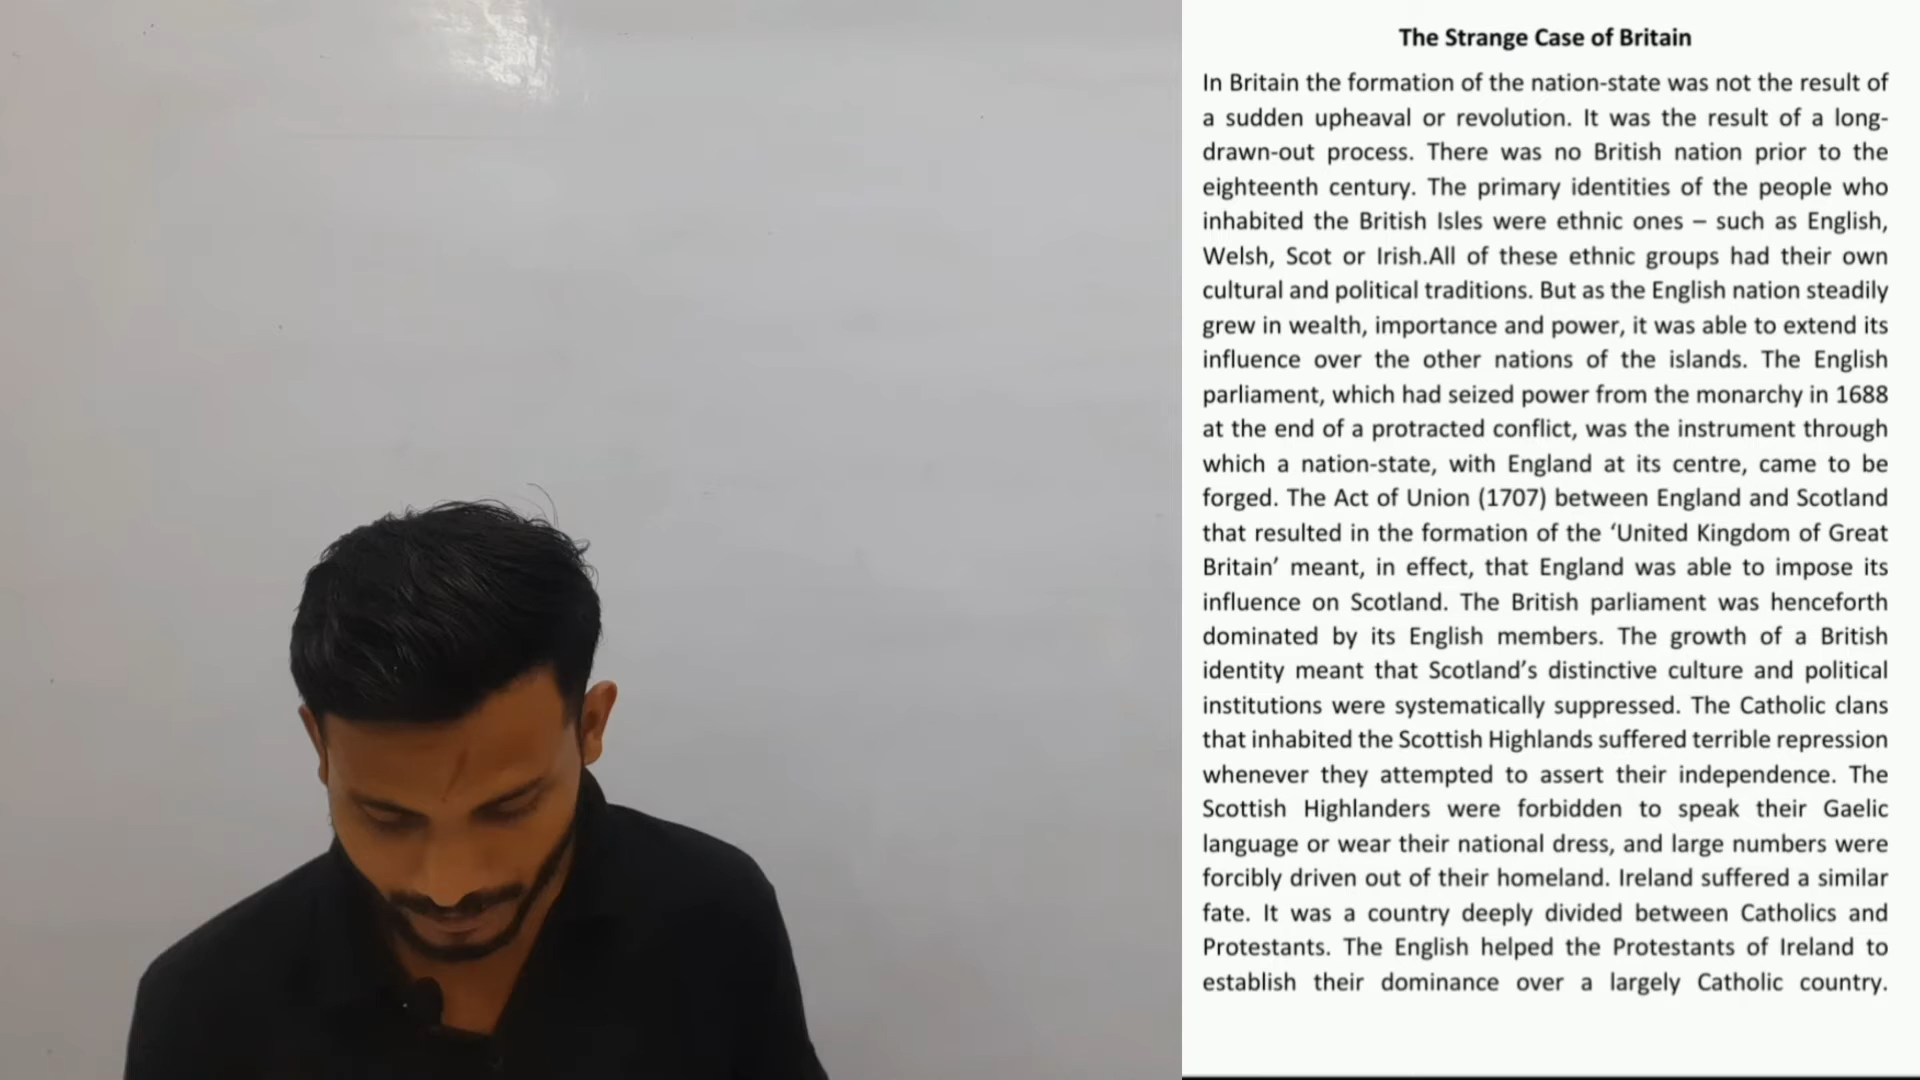 The Strange Case of Britain
In Britain the formation of the nation-state was not the result of
a sudden upheaval or revolution. It was the result of a long-
drawn-out process. There was no British nation prior to the
eighteenth century. The primary identities of the people who
inhabited the British Isles were ethnic ones – such as English,
Welsh, Scot or Irish.All of these ethnic groups had their own
cultural and political traditions. But as the English nation steadily
grew in wealth, importance and power, it was able to extend its
influence over the other nations of the islands. The English
parliament, which had seized power from the monarchy in 1688
at the end of a protracted conflict, was the instrument through
which a nation-state, with England at its centre, came to be
forged. The Act of Union (1707) between England and Scotland
that resulted in the formation of the ‘United Kingdom of Great
Britain’ meant, in effect, that England was able to impose its
influence on Scotland. The British parliament was henceforth
dominated by its English members. The growth of a British
identity meant that Scotland’s distinctive culture and political
institutions were systematically suppressed. The Catholic clans
that inhabited the Scottish Highlands suffered terrible repression
whenever they attempted to assert their independence. The
Scottish Highlanders were forbidden to speak their Gaelic
language or wear their national dress, and large numbers were
forcibly driven out of their homeland. Ireland suffered a similar
fate. It was a country deeply divided between Catholics and
Protestants. The English helped the Protestants of Ireland to
establish their dominance over a largely Catholic country.